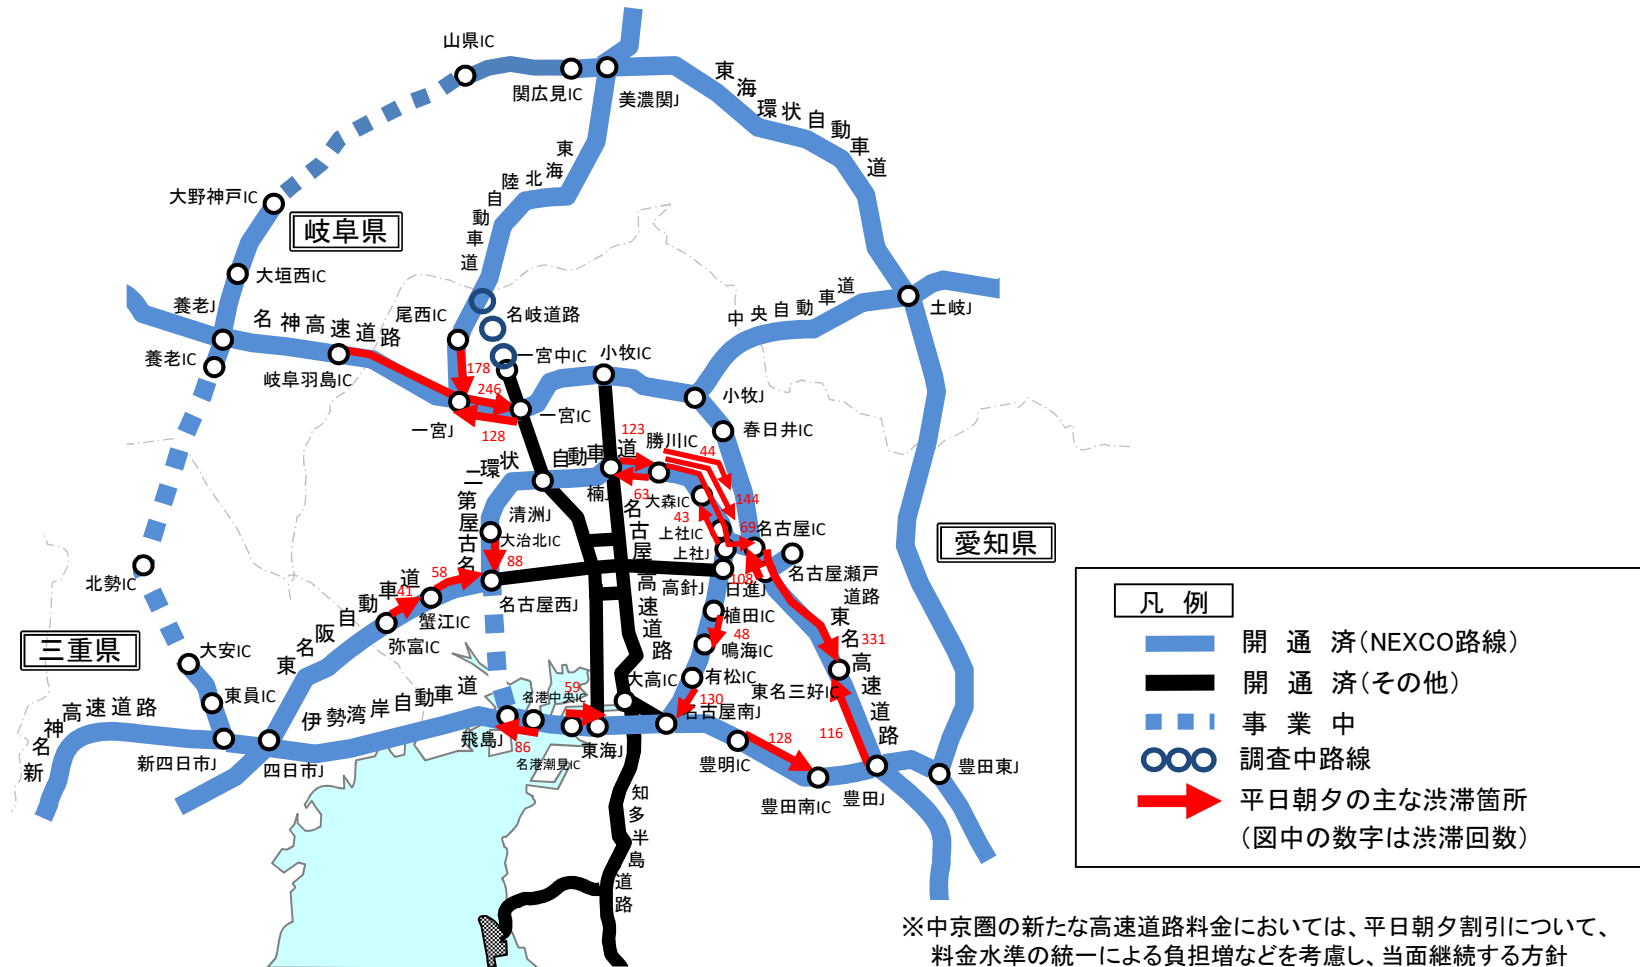 山県IC
関広見IC
美濃関J
東海環状自動車道
東海北陸自動車道
大野神戸IC
岐阜県
大垣西IC
養老J
名神高速道路
尾西IC
名岐道路
中央自動車道
土岐J
養老IC
岐阜羽島IC
一宮中IC
小牧IC
178
246
小牧J
一宮J
128
一宮IC
春日井IC
123
勝川IC
44
名古屋第二環状自動車道
楠J
63
大森IC
144
清洲J
43
69
名古屋IC
大治北IC
上社IC
上社J
愛知県
88
名古屋高速道路
高針J
108
日進J
名古屋瀬戸
道路
北勢IC
58
41
東名阪自動車道
蟹江IC
名古屋西J
植田IC
弥富IC
48
鳴海IC
331
東名高速道路
三重県
大安IC
大高IC
有松IC
東名三好IC
東員IC
59
名港中央IC
130
名古屋南J
伊勢湾岸自動車道
新名神高速道路
飛島J
86
東海J
名港潮見IC
128
116
新四日市J
四日市J
豊明IC
豊田南IC
豊田J
豊田東J
知多半島道路
凡 例
開 通 済(NEXCO路線)
開 通 済(その他)
事 業 中
調査中路線
平日朝夕の主な渋滞箇所
(図中の数字は渋滞回数)
※中京圏の新たな高速道路料金においては、平日朝夕割引について、
料金水準の統一による負担増などを考慮し、当面継続する方針